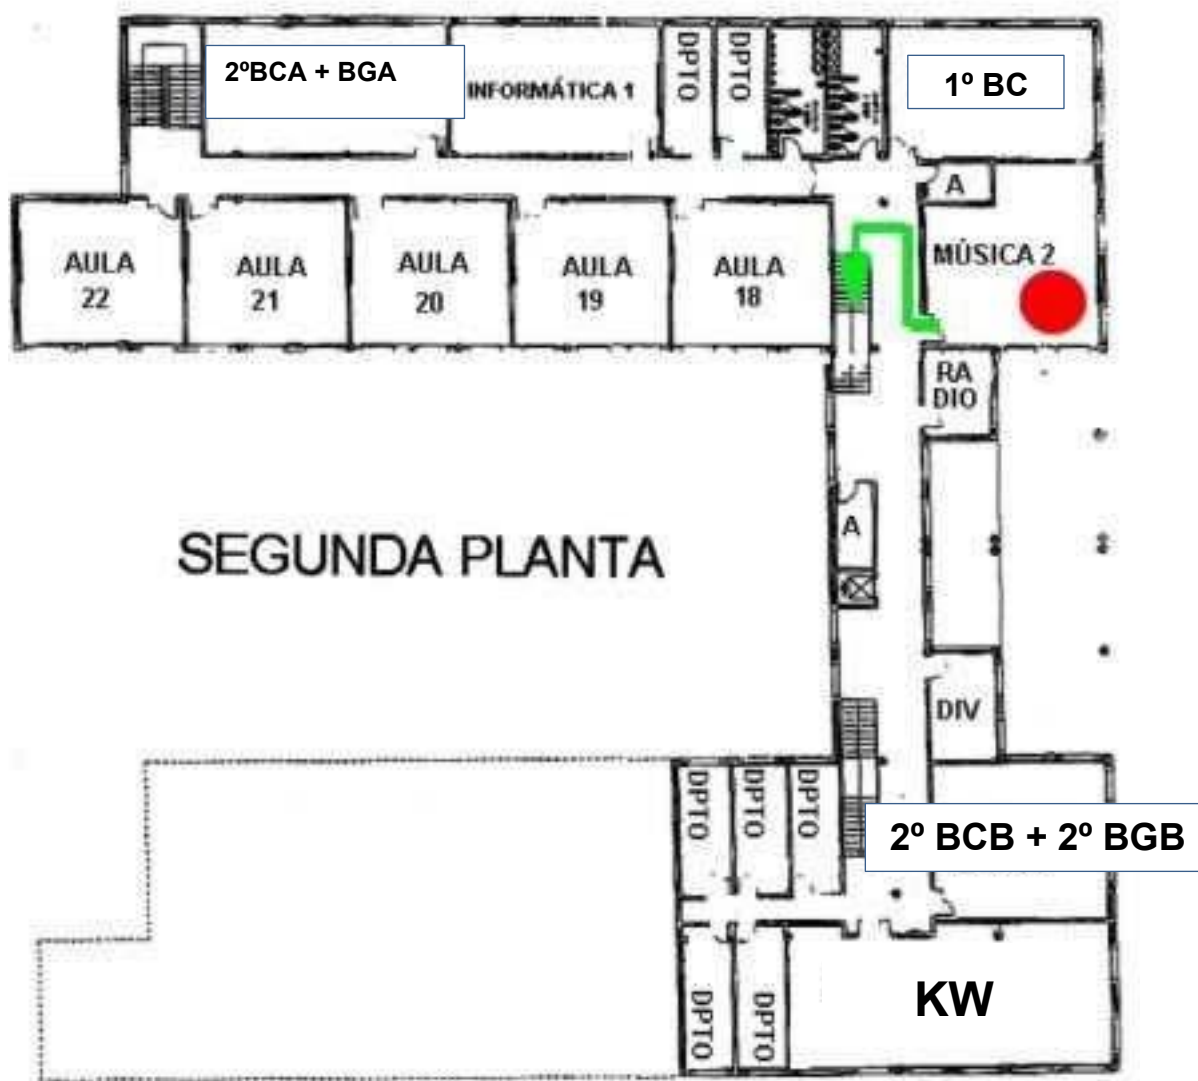 2ºBCA + BGA
INFORMÁTICA 1
DPTO
DPTO
1º BC
A
AULA
22
AULA
21
AULA
20
AULA
19
AULA
18
MÚSICA 2
RA
DIO
A
SEGUNDA PLANTA
DIV
DPTO
DPTO
DPTO
2º BCB + 2º BGB
DPTO
DPTO
KW